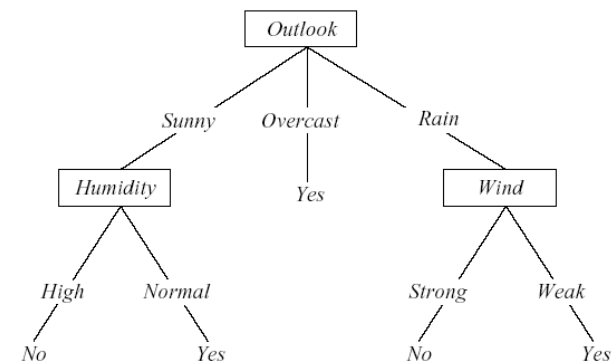 Outlook
Sunny Overcast Rain
Humidity Yes Wind
High Normal Strong Weak
No Yes No Yes